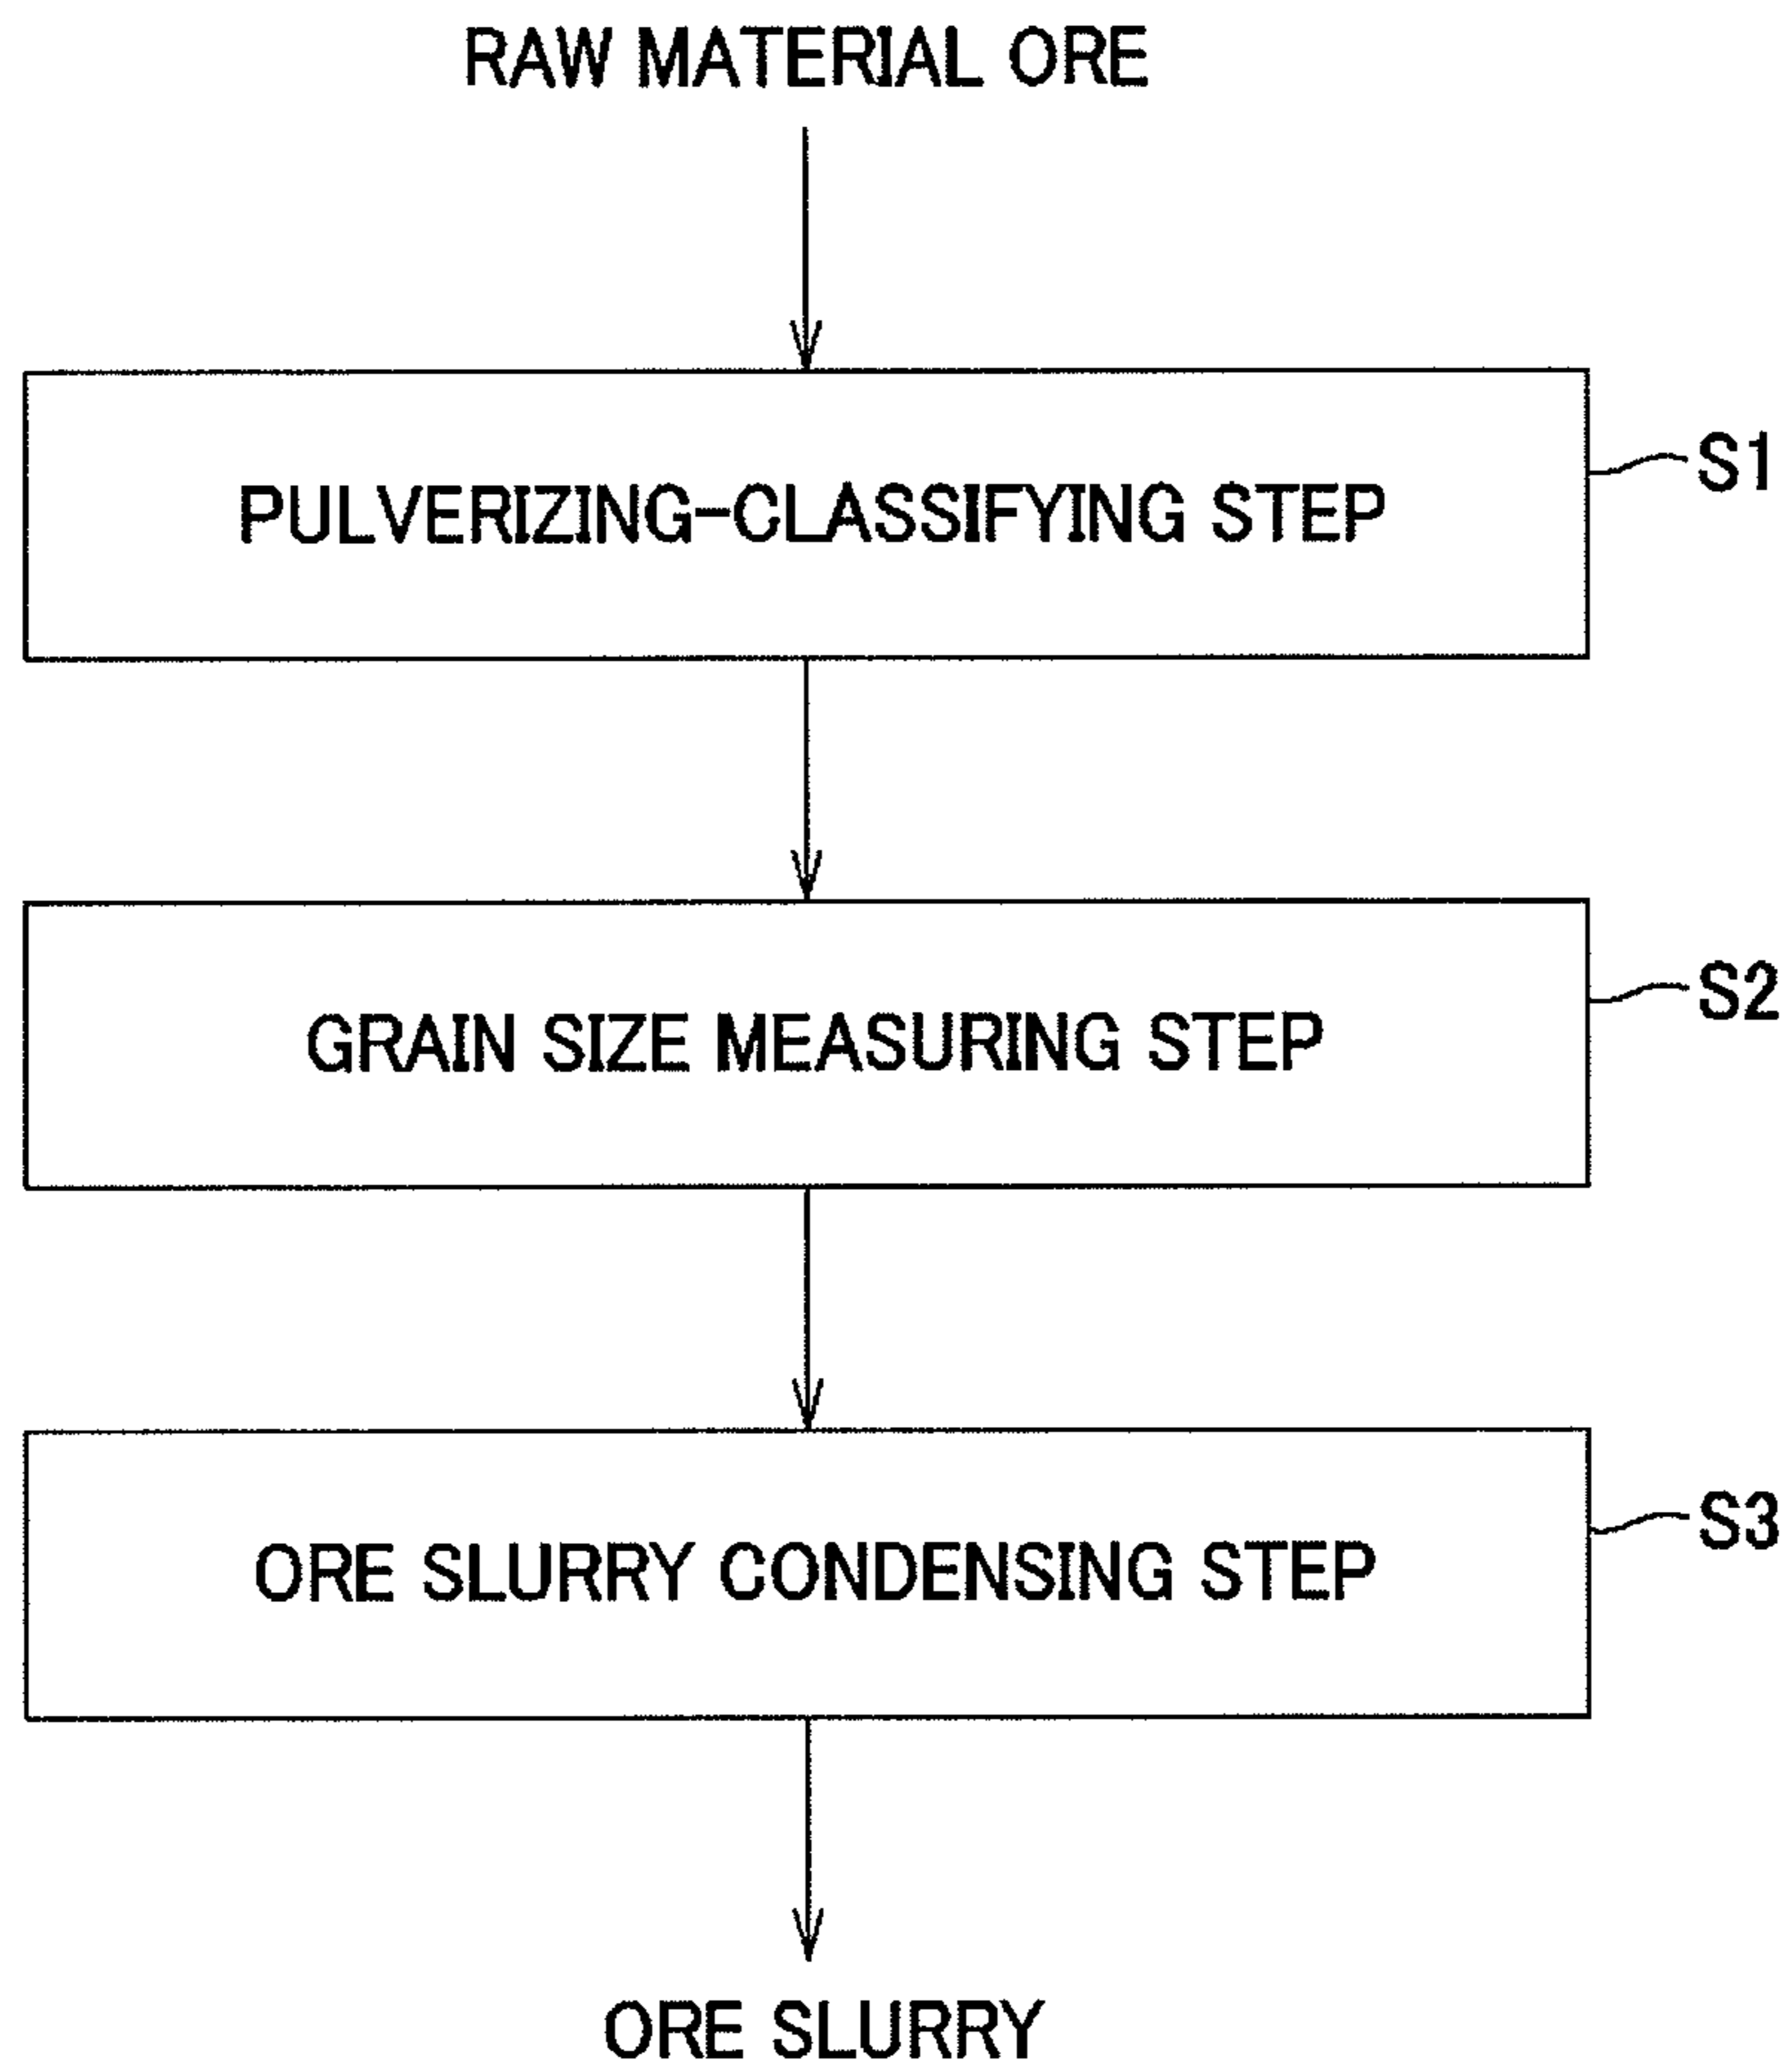 RAW MATERIAL ORE
PULVERIZING-CLASSIFYING STEP
S1
GRAIN SIZE MEASURING STEP
S2
ORE SLURRY CONDENSING STEP
S3
ORE SLURRY